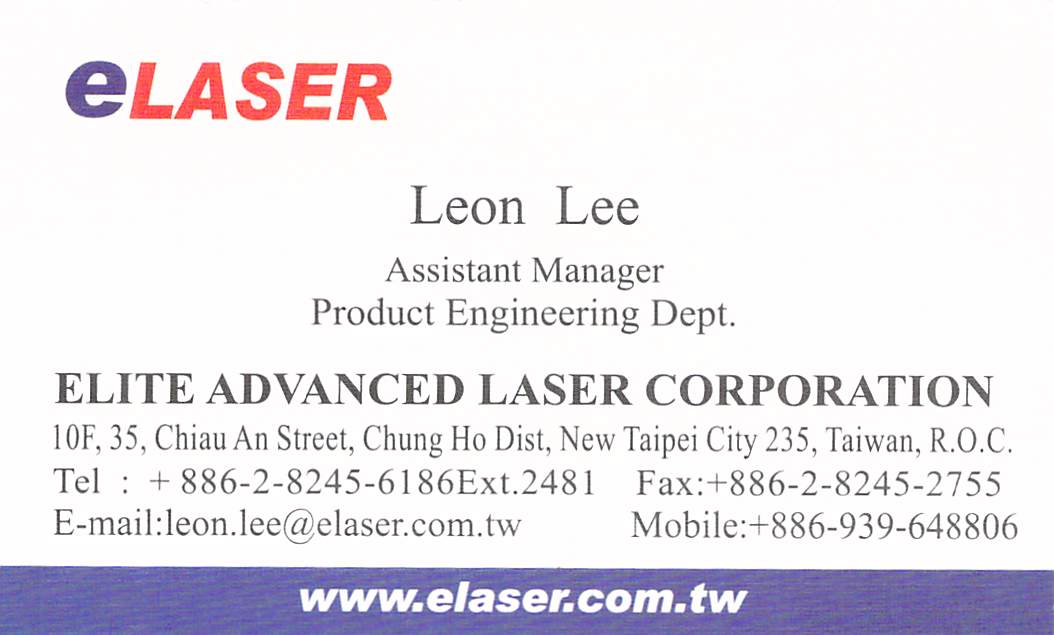 eLASER
Leon Lee
Assistant Manager
Product Engineering Dept.
ELITE ADVANCED LASER CORPORATION
10F, 35, Chiau An Street, Chung Ho Dist, New Taipei City 235, Taiwan, R.O.C.
Tel : + 886-2-8245-6186Ext.2481 Fax:+886-2-8245-2755
E-mail:leon.lee@elaser.com.tw Mobile:+886-939-648806
www.elaser.com.tw